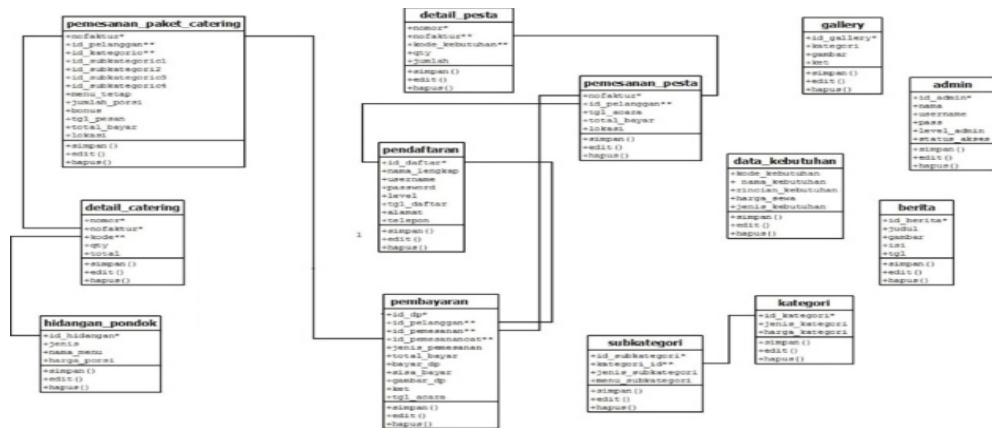 pemesanan_paket_catering
+nofaktur*
+id_pelanggan**
+id_kategori**
+id_subkategori1
+id_subkategori2
+id_subkategori3
+id_subkategori4
+menu_tetap
+jumlah_porsi
+bonus
+tgl_pesan
+total_bayar
+lokasi
+simpan()
+edit()
+hapus()
detail_pesta
+nomor*
+nofaktur**
+kode_kebutuhan**
+qty
+jumlah
+simpan()
+edit()
+hapus()
gallery
+id_gallery*
+kategori
+gambar
+ket
+simpan()
+edit()
+hapus()
pemesanan_pesta
+nofaktur*
+id_pelanggan**
+tgl_acara
+total_bayar
+lokasi
+simpan()
+edit()
+hapus()
admin
+id_admin*
+nama
+username
+pass
+level_admin
+status_akses
+simpan()
+edit()
+hapus()
pendaftaran
+id_daftar*
+nama_lengkap
+username
+password
+level
+tgl_daftar
+alamat
+telepon
+simpan()
+edit()
+hapus()
1
data_kebutuhan
+kode_kebutuhan
+ nama_kebutuhan
+rincian_kebutuhan
+harga_sewa
+jenis_kebutuhan
+simpan()
+edit()
+hapus()
detail_catering
+nomor*
+nofaktur*
+kode**
+qty
+total
+simpan()
+edit()
+hapus()
berita
+id_berita*
+judul
+gambar
+isi
+tgl
+simpan()
+edit()
+hapus()
hidangan_pondok
+id_hidangan*
+jenis
+nama_menu
+harga_porsi
+simpan()
+edit()
+hapus()
pembayaran
+id_dp*
+id_pelanggan**
+id_pemesanan**
+id_pemesanancat**
+jenis_pemesanan
+total_bayar
+bayar_dp
+sisa_bayar
+gambar_dp
+ket
+tgl_acara
+simpan()
+edit()
+hapus()
kategori
+id_kategori*
+jenis_kategori
+harga_kategori
+simpan()
+edit()
+hapus()
subkategori
+id_subkategori*
+kategori_id**
+jenis_subkategori
+menu_subkategori
+simpan()
+edit()
+hapus()